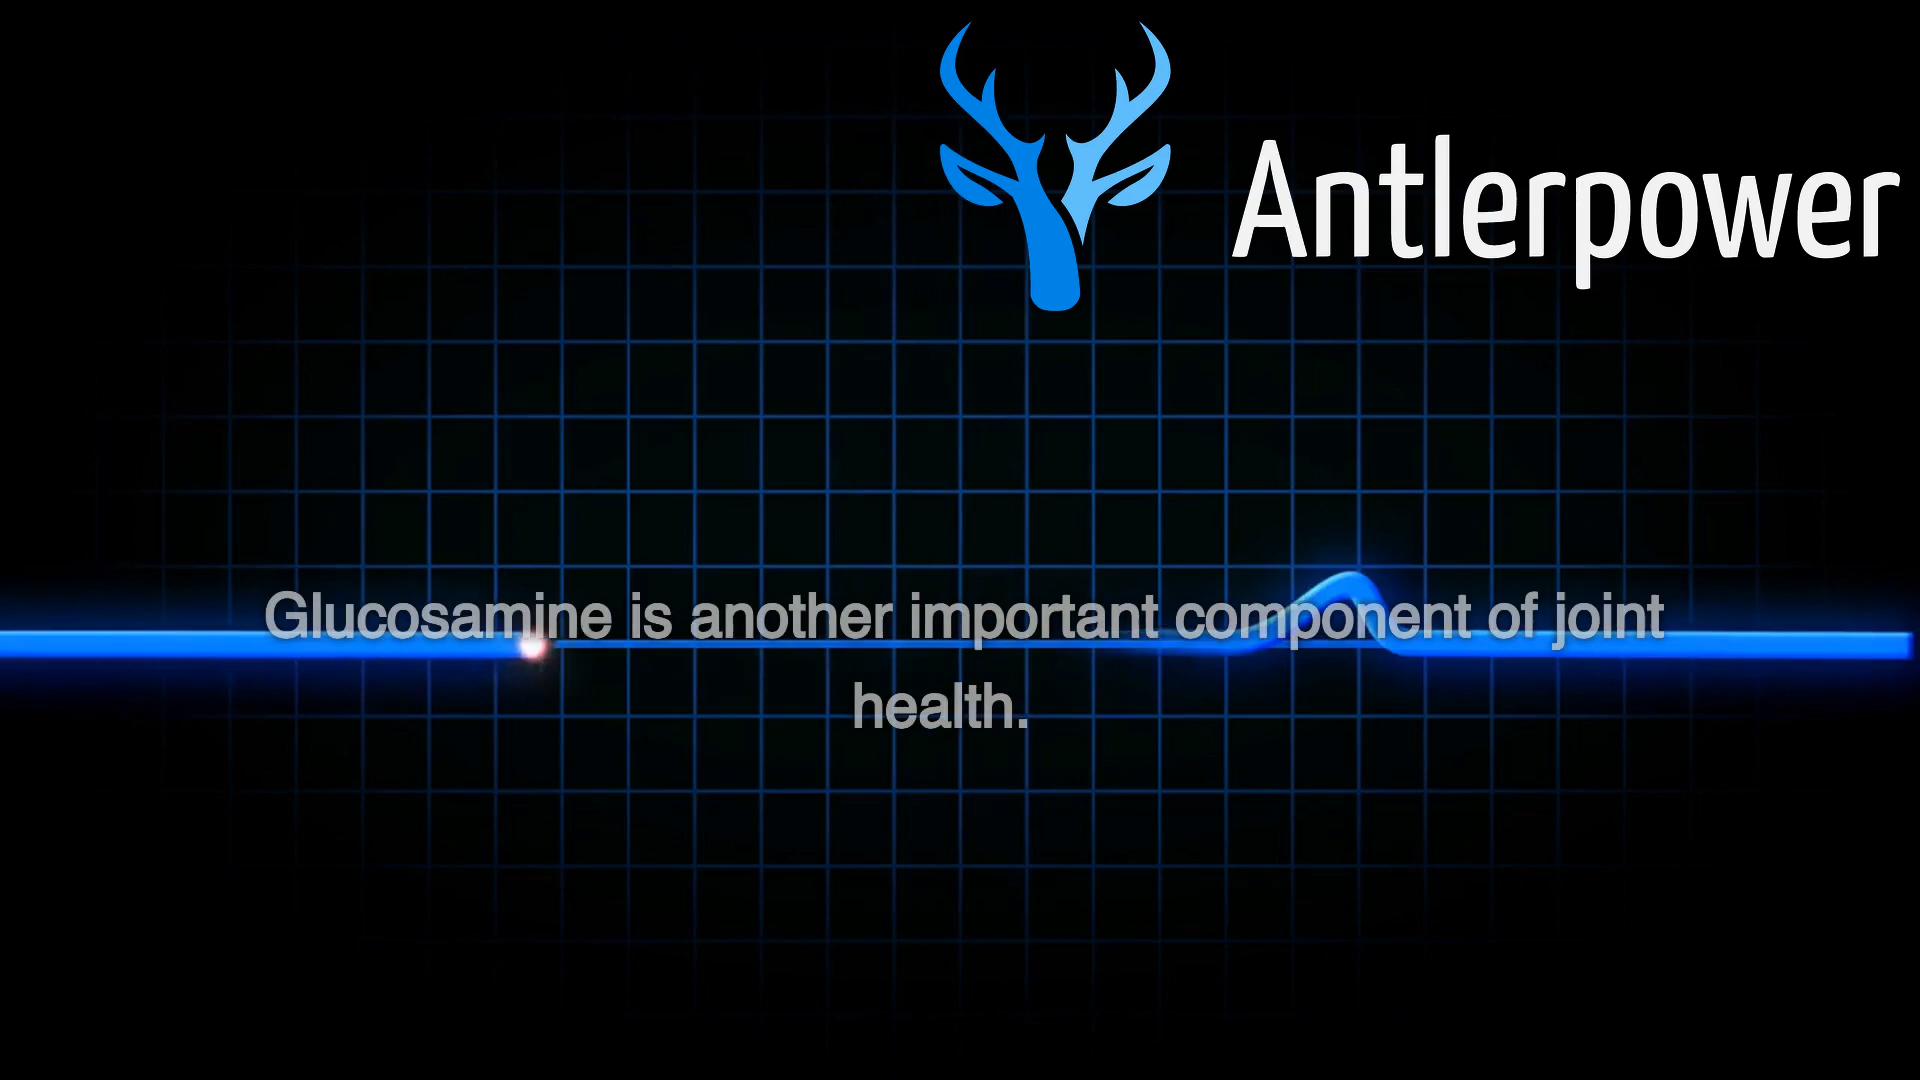 Antlerpower
Glucosamine is another important component of joint
health.